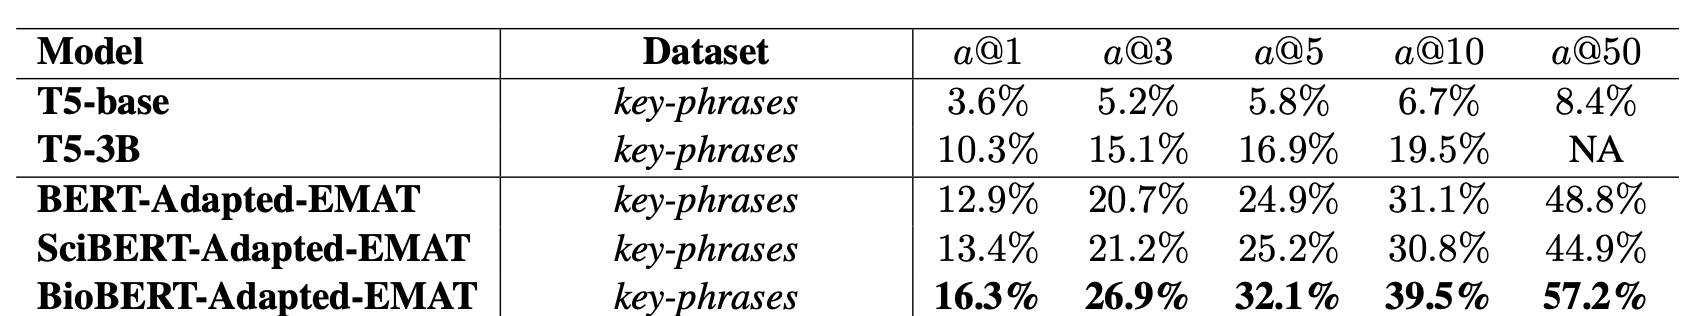 Model Dataset a@1 a@3 a@5 a@10 a@50
T5-base key-phrases 3.6% 5.2% 5.8% 6.7% 8.4%
T5-3B key-phrases 10.3% 15.1% 16.9% 19.5% NA
BERT-Adapted-EMAT key-phrases 12.9% 20.7% 24.9% 31.1% 48.8%
SciBERT-Adapted-EMAT key-phrases 13.4% 21.2% 25.2% 30.8% 44.9%
BioBERT-Adapted-EMAT key-phrases 16.3% 26.9% 32.1% 39.5% 57.2%